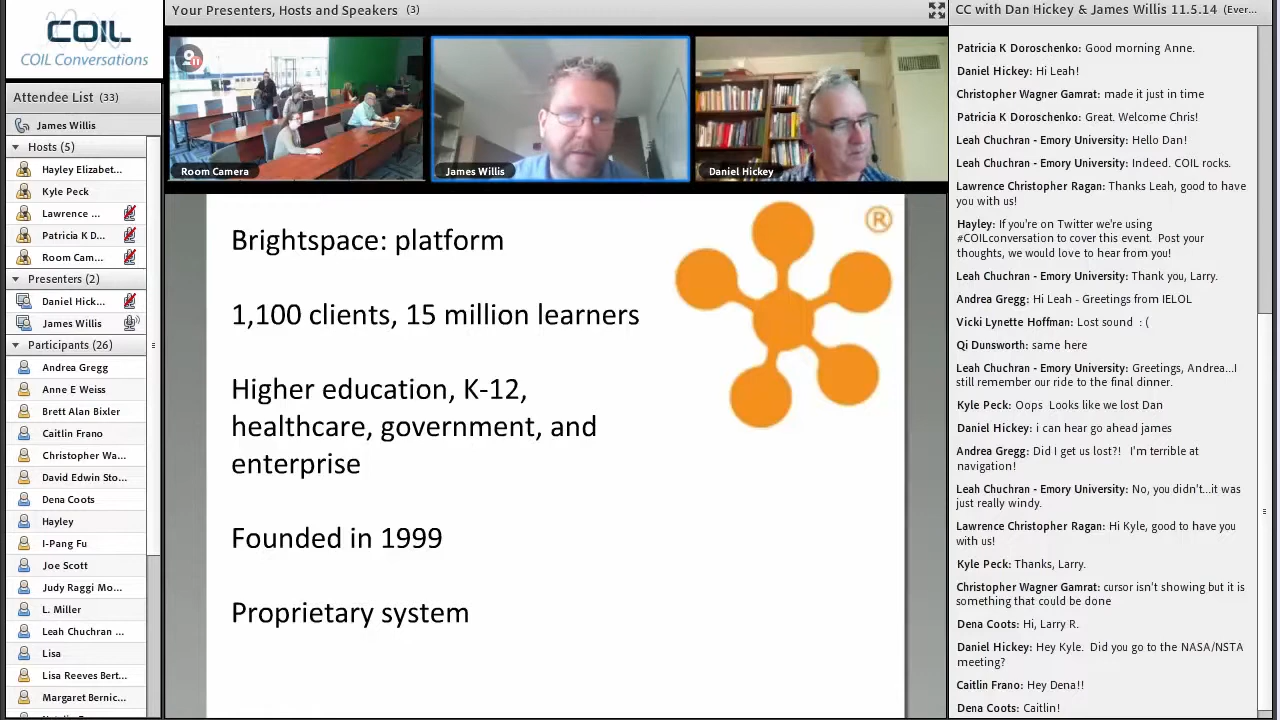 COIL
COIL Conversations
Attendee List (33)
James Willis
Hosts (5)
Hayley Elizabet...
Kyle Peck
Lawrence ...
Patricia K D...
Room Cam...
Presenters (2)
Daniel Hick...
James Willis
Participants (26)
Andrea Gregg
Anne E Weiss
Brett Alan Bixler
Caitlin Frano
Christopher Wa...
David Edwin Sto...
Dena Coots
Hayley
I-Pang Fu
Joe Scott
Judy Raggi Mo...
L. Miller
Leah Chuchran ...
Lisa
Lisa Reeves Bert...
Margaret Bernic...
Your Presenters, Hosts and Speakers (3)
Room Camera
James Willis
Daniel Hickey
Brightspace: platform
®
1,100 clients, 15 million learners
Higher education, K-12,
healthcare, government, and
enterprise
Founded in 1999
Proprietary system
CC with Dan Hickey & James Willis 11.5.14 (Ever...
Patricia K Doroschenko: Good morning Anne.
Daniel Hickey: Hi Leah!
Christopher Wagner Gamrat: made it just in time
Patricia K Doroschenko: Great. Welcome Chris!
Leah Chuchran - Emory University: Hello Dan!
Leah Chuchran - Emory University: Indeed. COIL rocks.
Lawrence Christopher Ragan: Thanks Leah, good to have
you with us!
Hayley: If you're on Twitter we're using
#COILconversation to cover this event. Post your
thoughts, we would love to hear from you!
Leah Chuchran - Emory University: Thank you, Larry.
Andrea Gregg: Hi Leah - Greetings from IELOL
Vicki Lynette Hoffman: Lost sound : (
Qi Dunsworth: same here
Leah Chuchran - Emory University: Greetings, Andrea...I
still remember our ride to the final dinner.
Kyle Peck: Oops Looks like we lost Dan
Daniel Hickey: i can hear go ahead james
Andrea Gregg: Did I get us lost?! I'm terrible at
navigation!
Leah Chuchran - Emory University: No, you didn't...it was
just really windy.
Lawrence Christopher Ragan: Hi Kyle, good to have you
with us!
Kyle Peck: Thanks, Larry.
Christopher Wagner Gamrat: cursor isn't showing but it is
something that could be done
Dena Coots: Hi, Larry R.
Daniel Hickey: Hey Kyle. Did you go to the NASA/NSTA
meeting?
Caitlin Frano: Hey Dena!!
Dena Coots: Caitlin!